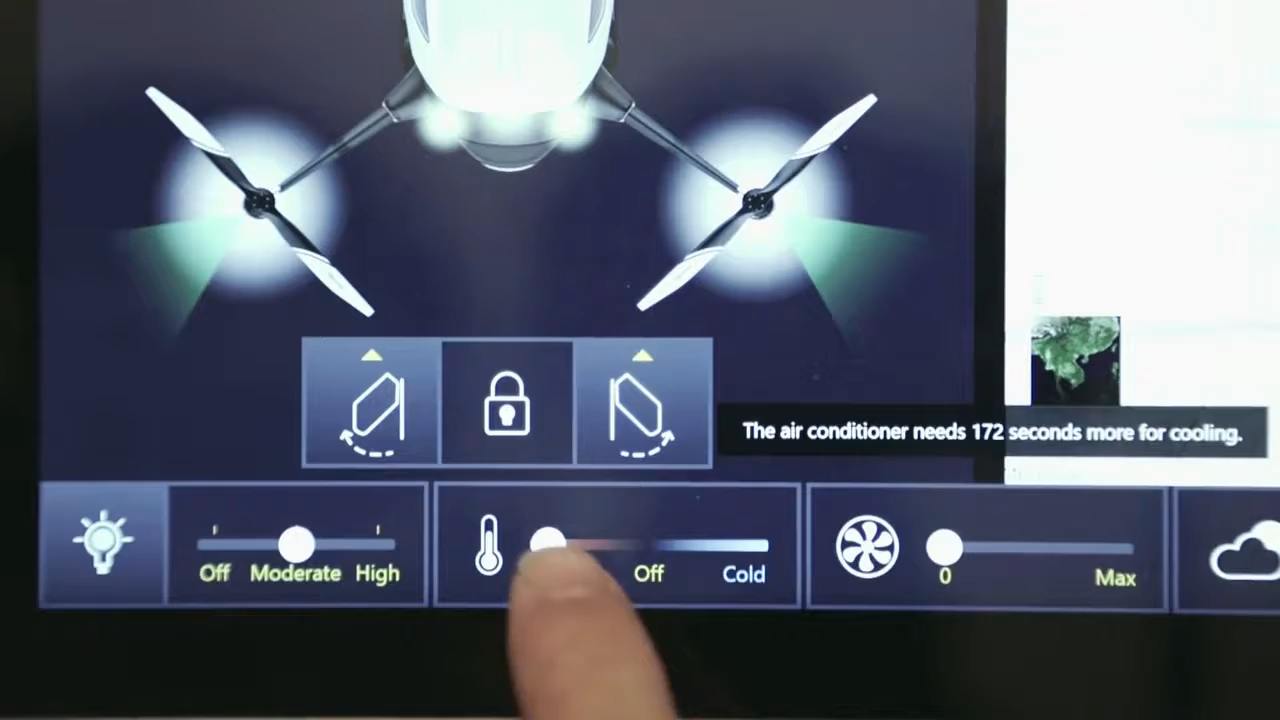 The air conditioner needs 172 seconds more for cooling.
Off Moderate High
Off Cold
0 Max